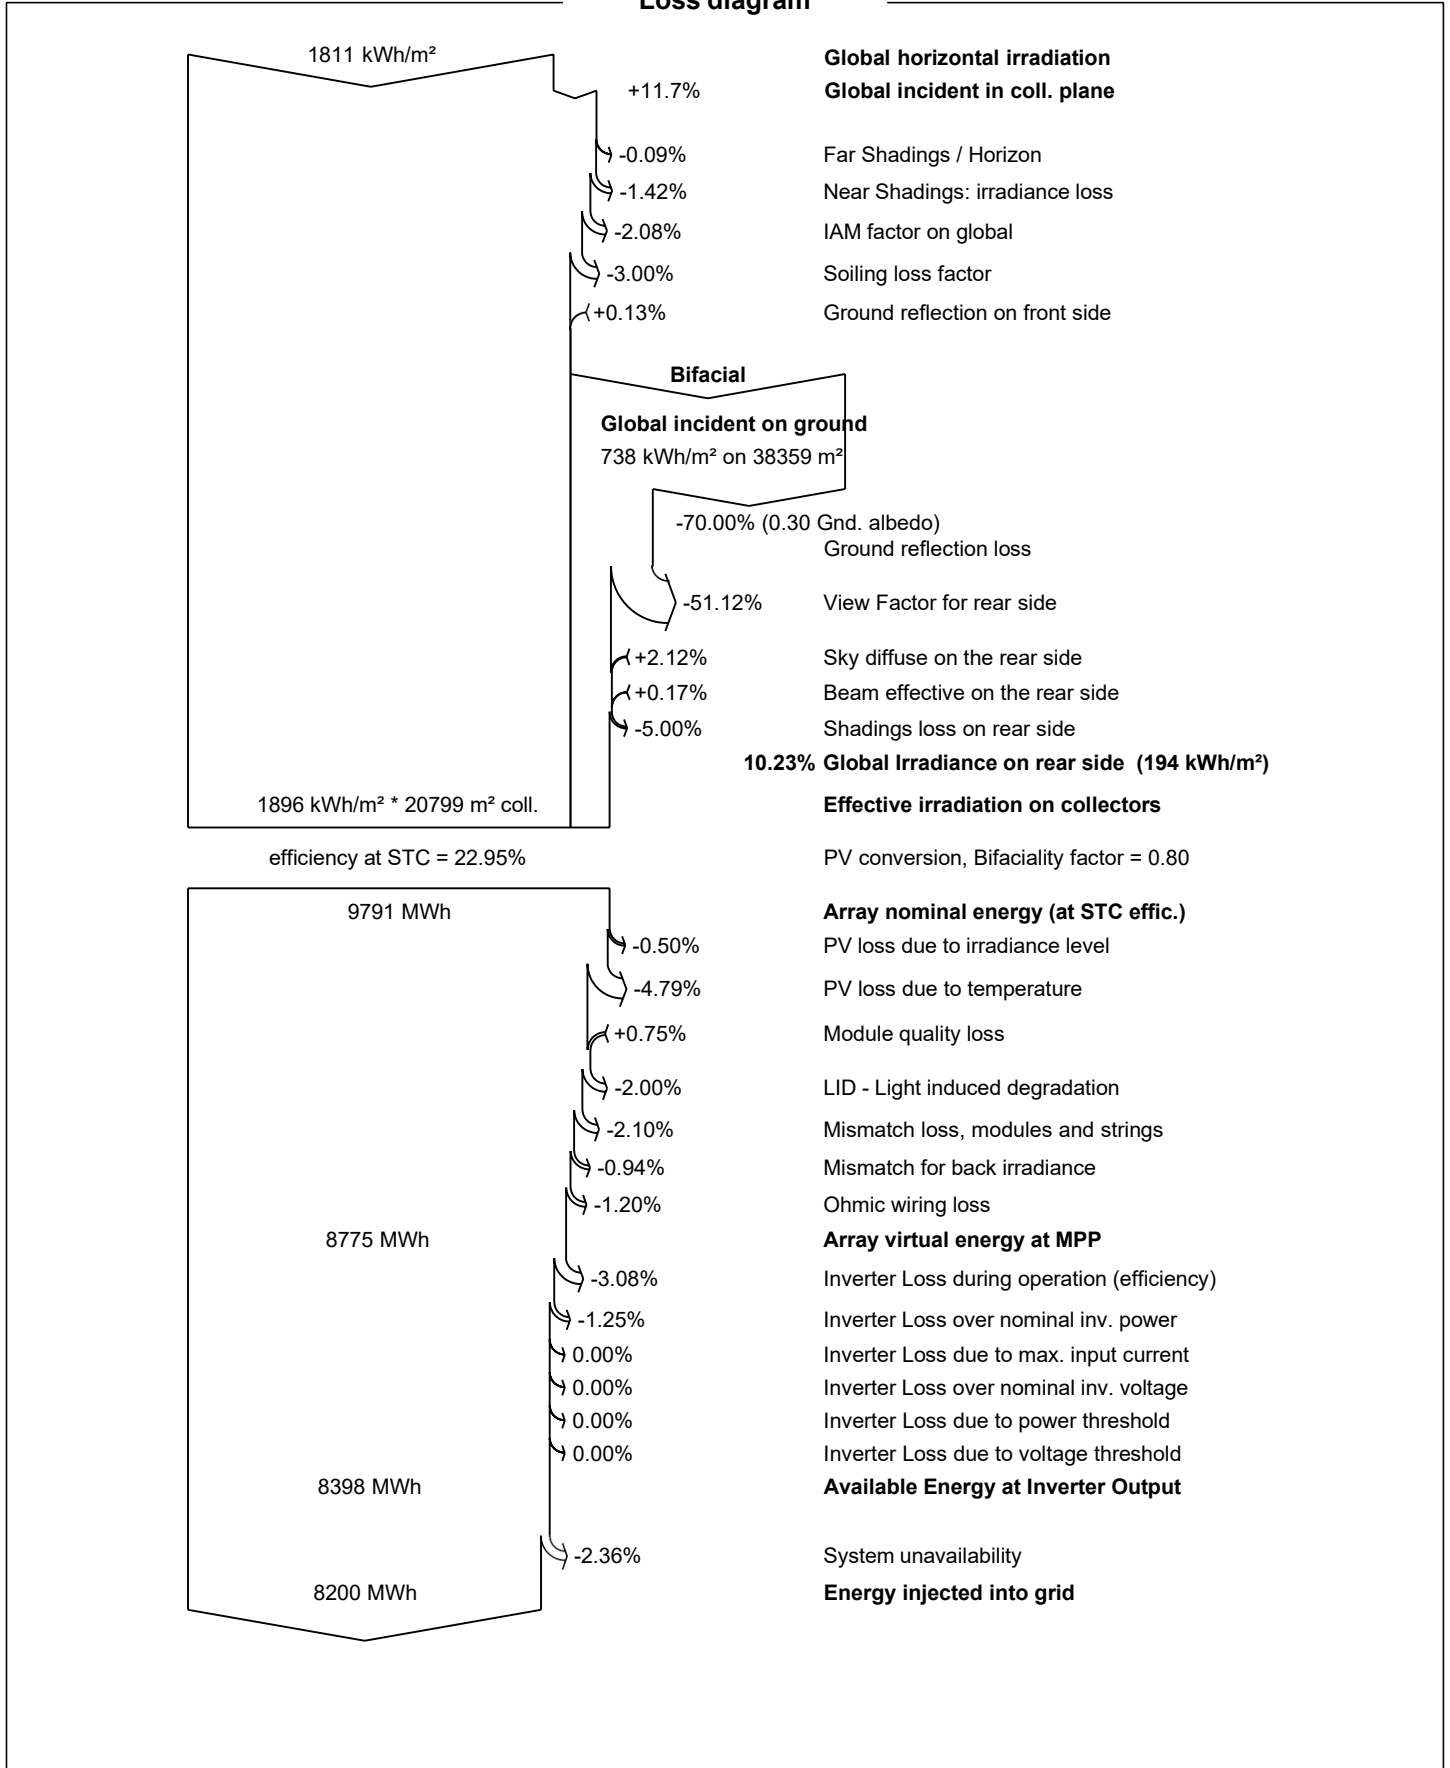 Loss diagram
1811 kWh/m² Global horizontal irradiation
+11.7% Global incident in coll. plane
-0.09% Far Shadings / Horizon
-1.42% Near Shadings: irradiance loss
-2.08% IAM factor on global
-3.00% Soiling loss factor
+0.13% Ground reflection on front side
Bifacial
Global incident on ground
738 kWh/m² on 38359 m²
-70.00% (0.30 Gnd. albedo)
Ground reflection loss
-51.12% View Factor for rear side
+2.12% Sky diffuse on the rear side
+0.17% Beam effective on the rear side
-5.00% Shadings loss on rear side
10.23% Global Irradiance on rear side (194 kWh/m²)
1896 kWh/m² * 20799 m² coll. Effective irradiation on collectors
efficiency at STC = 22.95% PV conversion, Bifaciality factor = 0.80
9791 MWh Array nominal energy (at STC effic.)
-0.50% PV loss due to irradiance level
-4.79% PV loss due to temperature
+0.75% Module quality loss
-2.00% LID - Light induced degradation
-2.10% Mismatch loss, modules and strings
-0.94% Mismatch for back irradiance
-1.20% Ohmic wiring loss
8775 MWh Array virtual energy at MPP
-3.08% Inverter Loss during operation (efficiency)
-1.25% Inverter Loss over nominal inv. power
0.00% Inverter Loss due to max. input current
0.00% Inverter Loss over nominal inv. voltage
0.00% Inverter Loss due to power threshold
0.00% Inverter Loss due to voltage threshold
8398 MWh Available Energy at Inverter Output
-2.36% System unavailability
8200 MWh Energy injected into grid